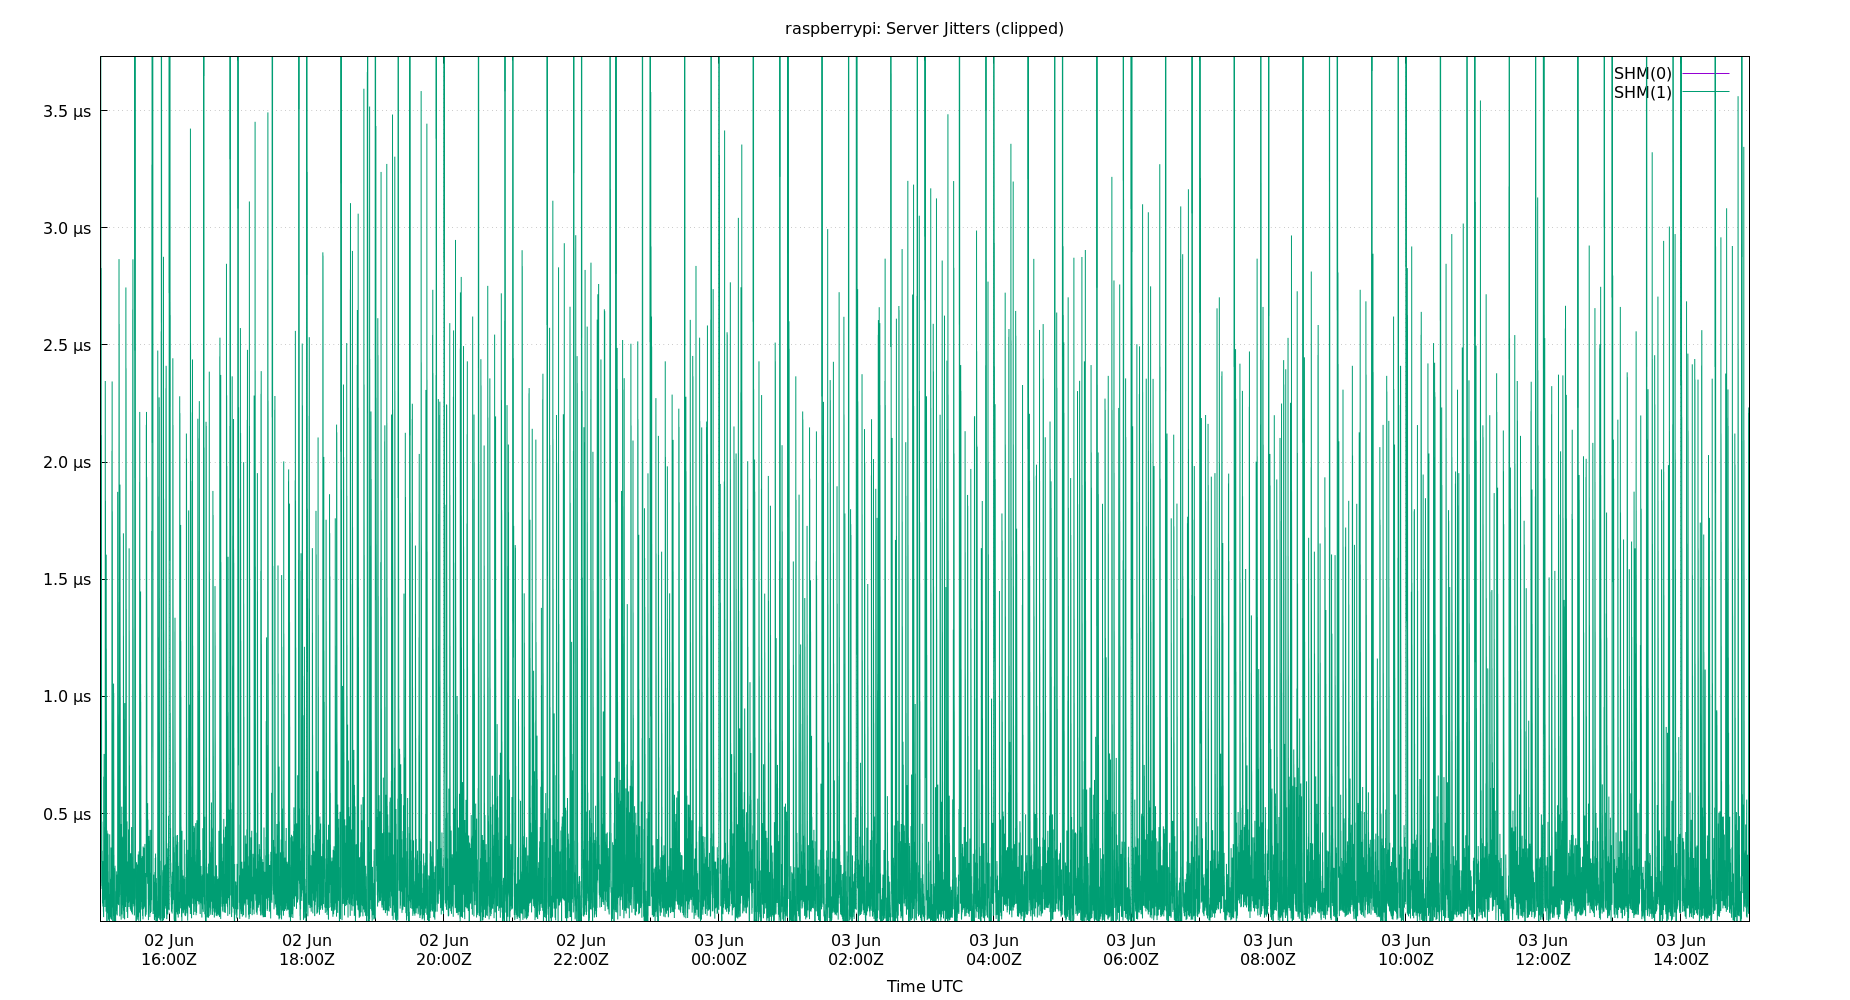 raspberrypi: Server Jitters (clipped)
SHM(0)
SHM(1)
3.5 µs
3.0 µs
2.5 µs
2.0 µs
1.5 µs
1.0 µs
0.5 µs
02 Jun 02 Jun 02 Jun 02 Jun 03 Jun 03 Jun 03 Jun 03 Jun 03 Jun 03 Jun 03 Jun 03 Jun
16:00Z 18:00Z 20:00Z 22:00Z 00:00Z 02:00Z 04:00Z 06:00Z 08:00Z 10:00Z 12:00Z 14:00Z
Time UTC